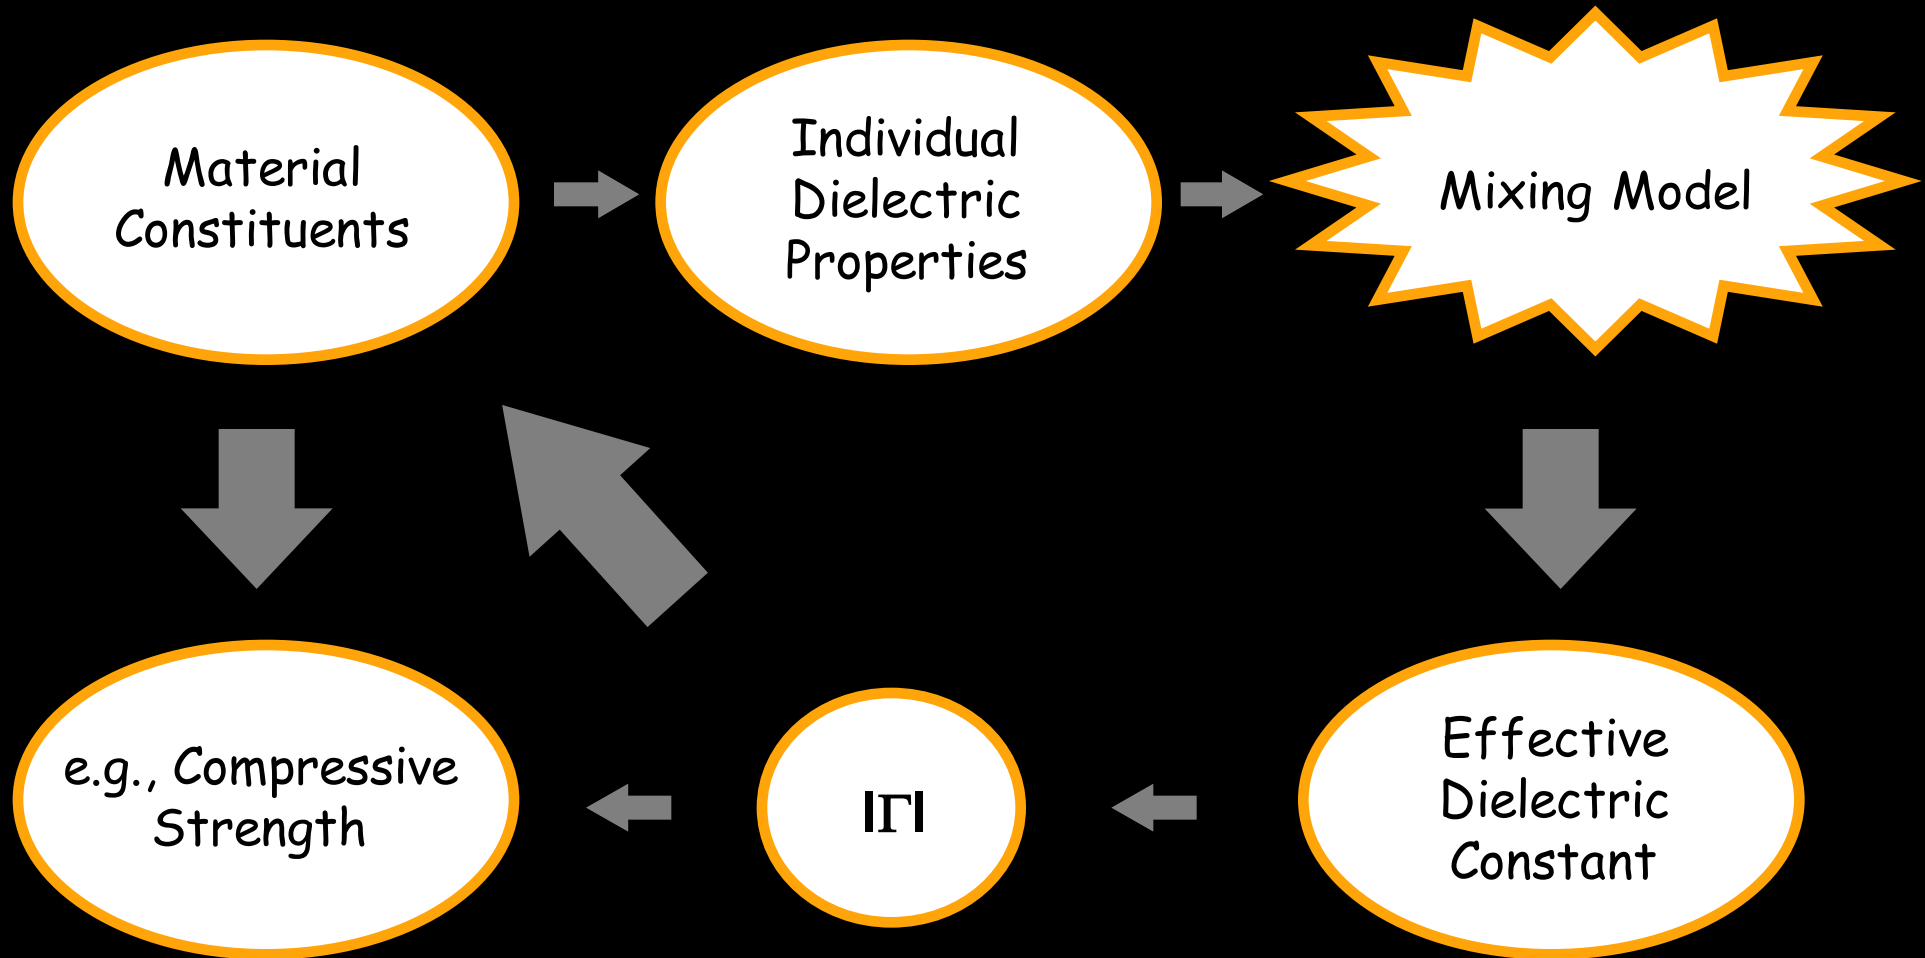 Material
Constituents
Individual
Dielectric
Properties
Mixing Model
e.g., Compressive
Strength
|Γ|
Effective
Dielectric
Constant